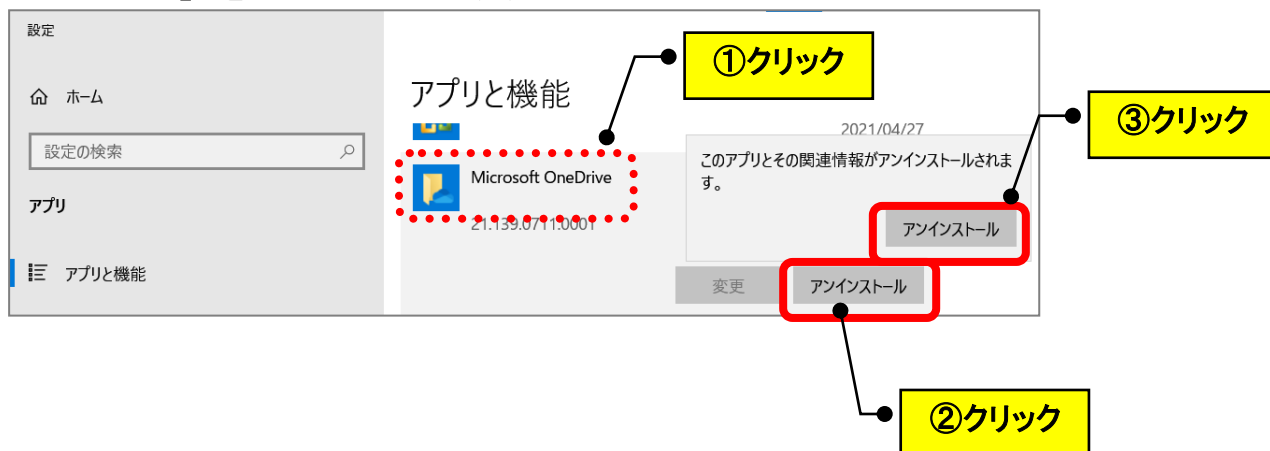 設定
ホーム
設定の検索
アプリ
アプリと機能
アプリと機能
2021/04/27
Microsoft OneDrive
21.139.0711.0001
このアプリとその関連情報がアンインストールされま
す。
アンインストール
変更
アンインストール
①クリック
③クリック
②クリック